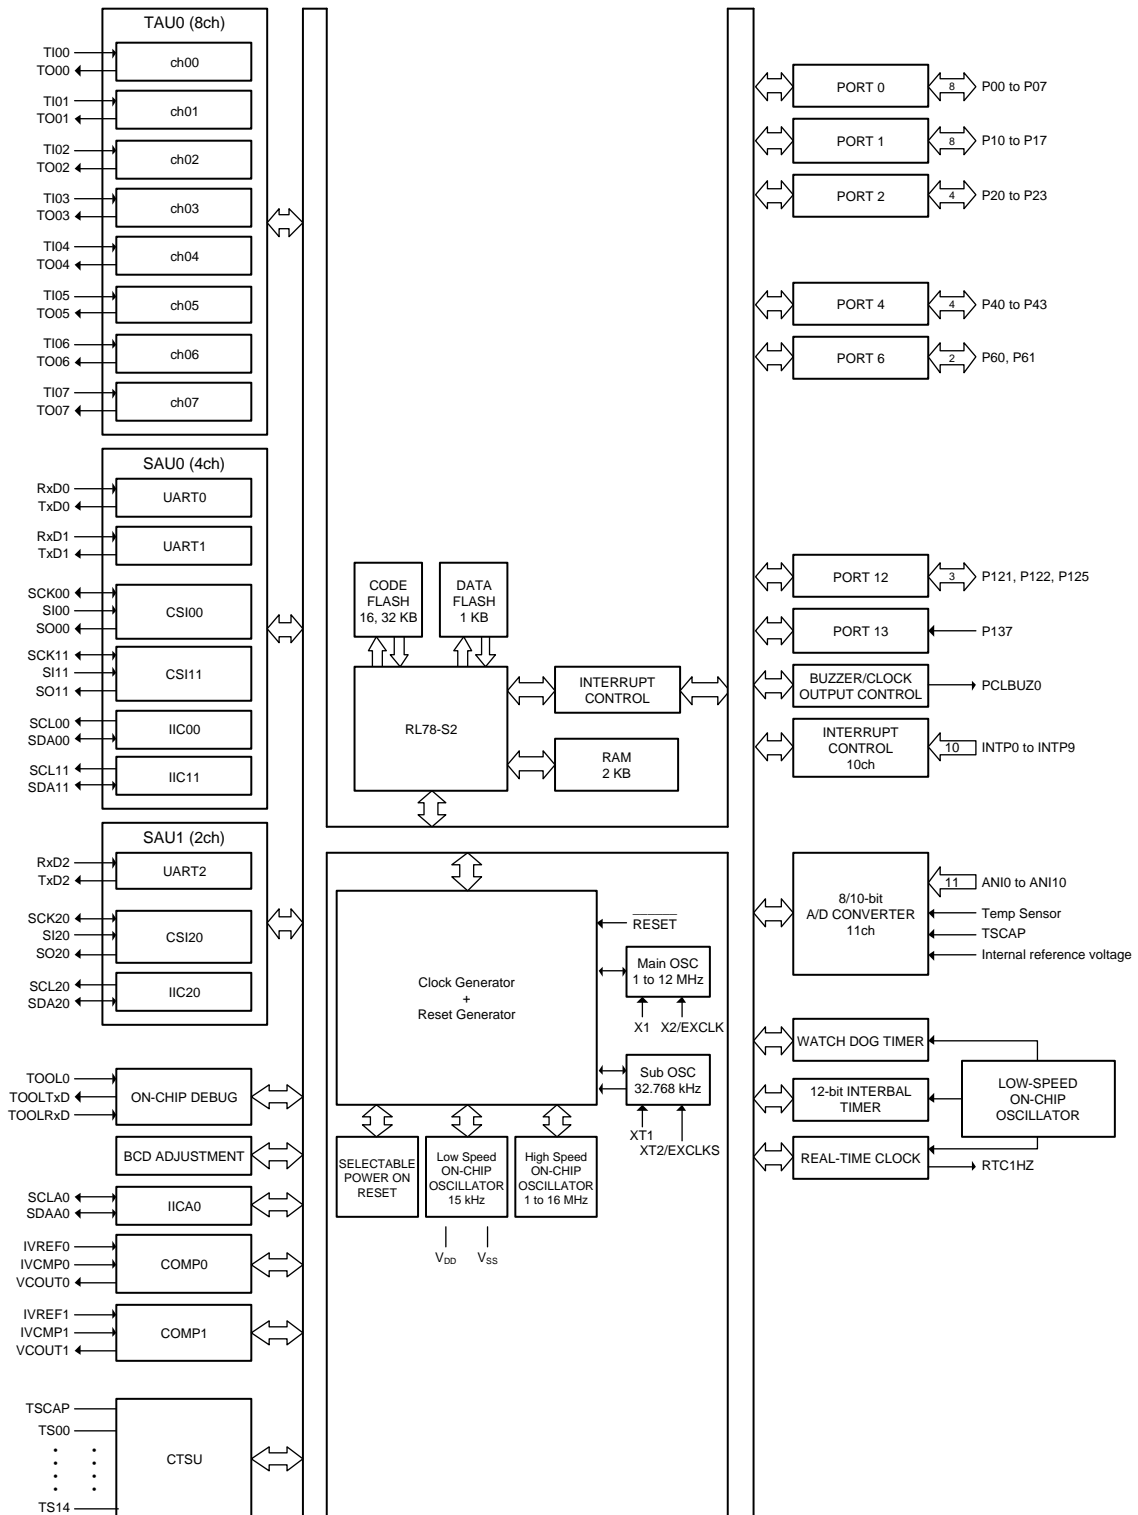 TAU0 (8ch)
TI00
TO00
ch00
TI01
TO01
ch01
TI02
TO02
ch02
TI03
TO03
ch03
TI04
TO04
ch04
TI05
TO05
ch05
TI06
TO06
ch06
TI07
TO07
ch07
SAU0 (4ch)
RxD0
TxD0
UART0
RxD1
TxD1
UART1
SCK00
SI00
SO00
CSI00
SCK11
SI11
SO11
CSI11
SCL00
SDA00
IIC00
SCL11
SDA11
IIC11
SAU1 (2ch)
RxD2
TxD2
UART2
SCK20
SI20
SO20
CSI20
SCL20
SDA20
IIC20
TOOL0
TOOLTxD
TOOLRxD
ON-CHIP DEBUG
BCD ADJUSTMENT
SCLA0
SDAA0
IICA0
IVREF0
IVCMP0
VCOUT0
COMP0
IVREF1
IVCMP1
VCOUT1
COMP1
TSCAP
TS00
TS14
CTSU
CODE
FLASH
16, 32 KB
DATA
FLASH
1 KB
RL78-S2
INTERRUPT
CONTROL
RAM
2 KB
Clock Generator
+
Reset Generator
RESET
Main OSC
1 to 12 MHz
X1
X2/EXCLK
Sub OSC
32.768 kHz
XT1
XT2/EXCLKS
SELECTABLE
POWER ON
RESET
Low Speed
ON-CHIP
OSCILLATOR
15 kHz
High Speed
ON-CHIP
OSCILLATOR
1 to 16 MHz
VDD
VSS
PORT 0
8
P00 to P07
PORT 1
8
P10 to P17
PORT 2
4
P20 to P23
PORT 4
4
P40 to P43
PORT 6
2
P60, P61
PORT 12
3
P121, P122, P125
PORT 13
P137
BUZZER/CLOCK
OUTPUT CONTROL
PCLBUZ0
INTERRUPT
CONTROL
10ch
10
INTP0 to INTP9
8/10-bit
A/D CONVERTER
11ch
11
ANI0 to ANI10
Temp Sensor
TSCAP
Internal reference voltage
WATCH DOG TIMER
12-bit INTERBAL
TIMER
REAL-TIME CLOCK
LOW-SPEED
ON-CHIP
OSCILLATOR
RTC1HZ